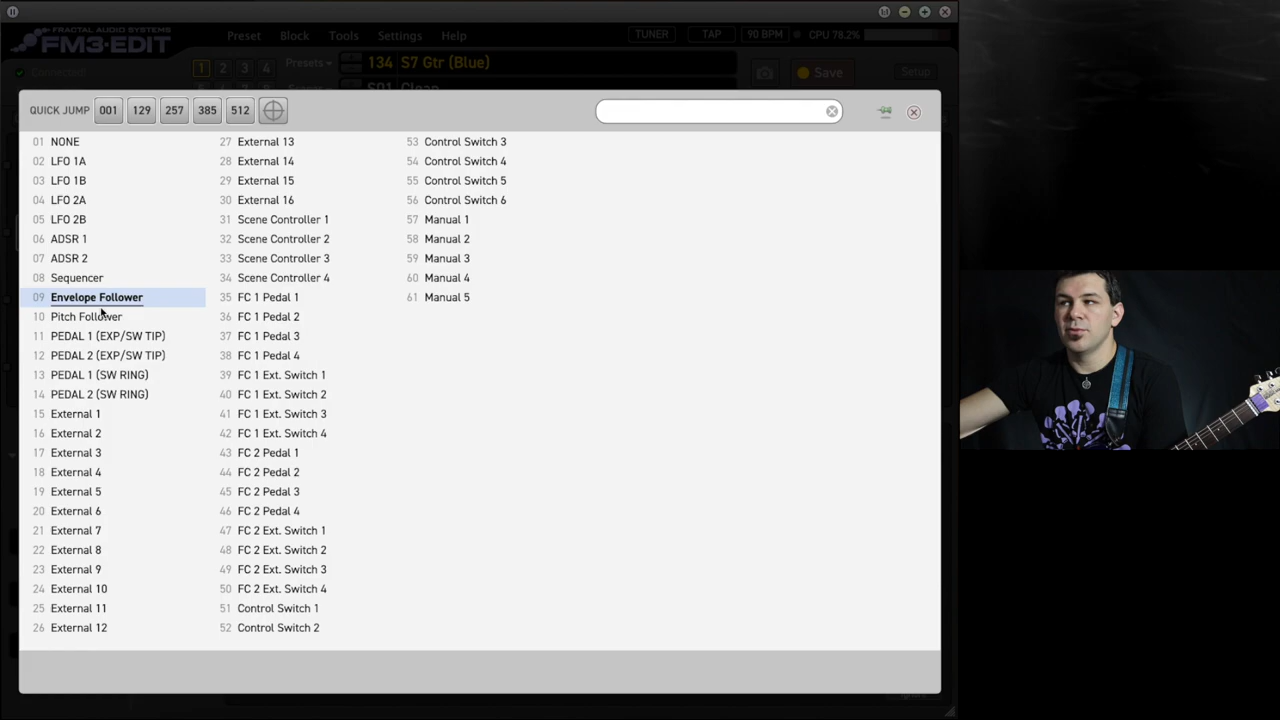 FRACTAL AUDIO SYSTEMS
FM3-EDIT
Preset Block Tools Settings Help
TUNER TAP 90 BPM CPU 78.2%
Connected
1 2 3 4
Presets
134 S7 Gtr (Blue)
Save
Setup
S01 Clean
QUICK JUMP 001 129 257 385 512
01 NONE
02 LFO 1A
03 LFO 1B
04 LFO 2A
05 LFO 2B
06 ADSR 1
07 ADSR 2
08 Sequencer
09 Envelope Follower
10 Pitch Follower
11 PEDAL 1 (EXP/SW TIP)
12 PEDAL 2 (EXP/SW TIP)
13 PEDAL 1 (SW RING)
14 PEDAL 2 (SW RING)
15 External 1
16 External 2
17 External 3
18 External 4
19 External 5
20 External 6
21 External 7
22 External 8
23 External 9
24 External 10
25 External 11
26 External 12
27 External 13
28 External 14
29 External 15
30 External 16
31 Scene Controller 1
32 Scene Controller 2
33 Scene Controller 3
34 Scene Controller 4
35 FC 1 Pedal 1
36 FC 1 Pedal 2
37 FC 1 Pedal 3
38 FC 1 Pedal 4
39 FC 1 Ext. Switch 1
40 FC 1 Ext. Switch 2
41 FC 1 Ext. Switch 3
42 FC 1 Ext. Switch 4
43 FC 2 Pedal 1
44 FC 2 Pedal 2
45 FC 2 Pedal 3
46 FC 2 Pedal 4
47 FC 2 Ext. Switch 1
48 FC 2 Ext. Switch 2
49 FC 2 Ext. Switch 3
50 FC 2 Ext. Switch 4
51 Control Switch 1
52 Control Switch 2
53 Control Switch 3
54 Control Switch 4
55 Control Switch 5
56 Control Switch 6
57 Manual 1
58 Manual 2
59 Manual 3
60 Manual 4
61 Manual 5